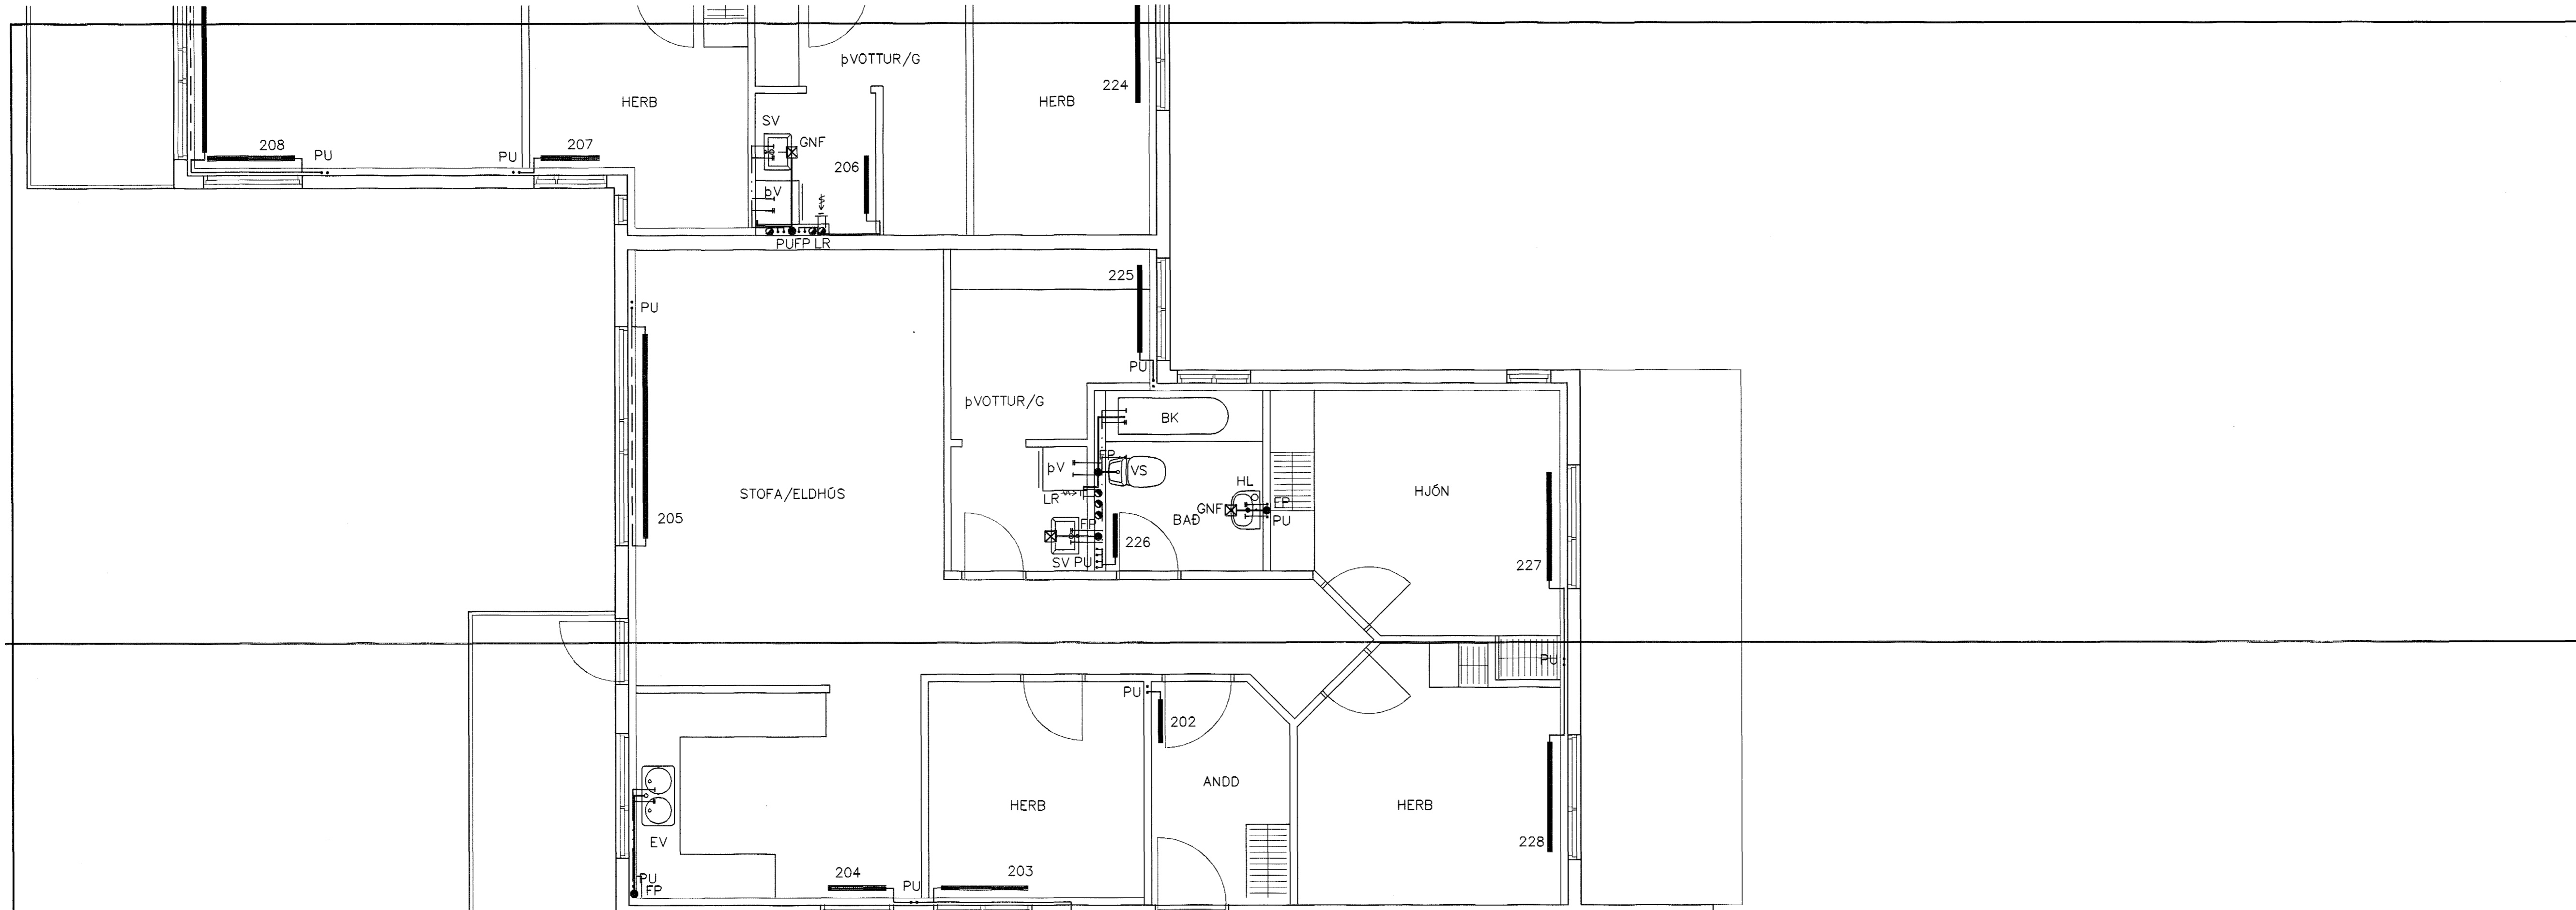 þVOTTUR/G
224
HERB
HERB
SV
GNF
208
PU
PU
207
206
þV
PUFP LR
225
PU
PU
þVOTTUR/G
BK
FP
þV
VS
STOFA/ELDHÚS
LR
HL
HJÓN
205
GNF
FP
BAÐ
PU
FP
226
SV PU
227
PU
PU
202
ANDD
HERB
HERB
EV
228
204
203
PU
PU
FP